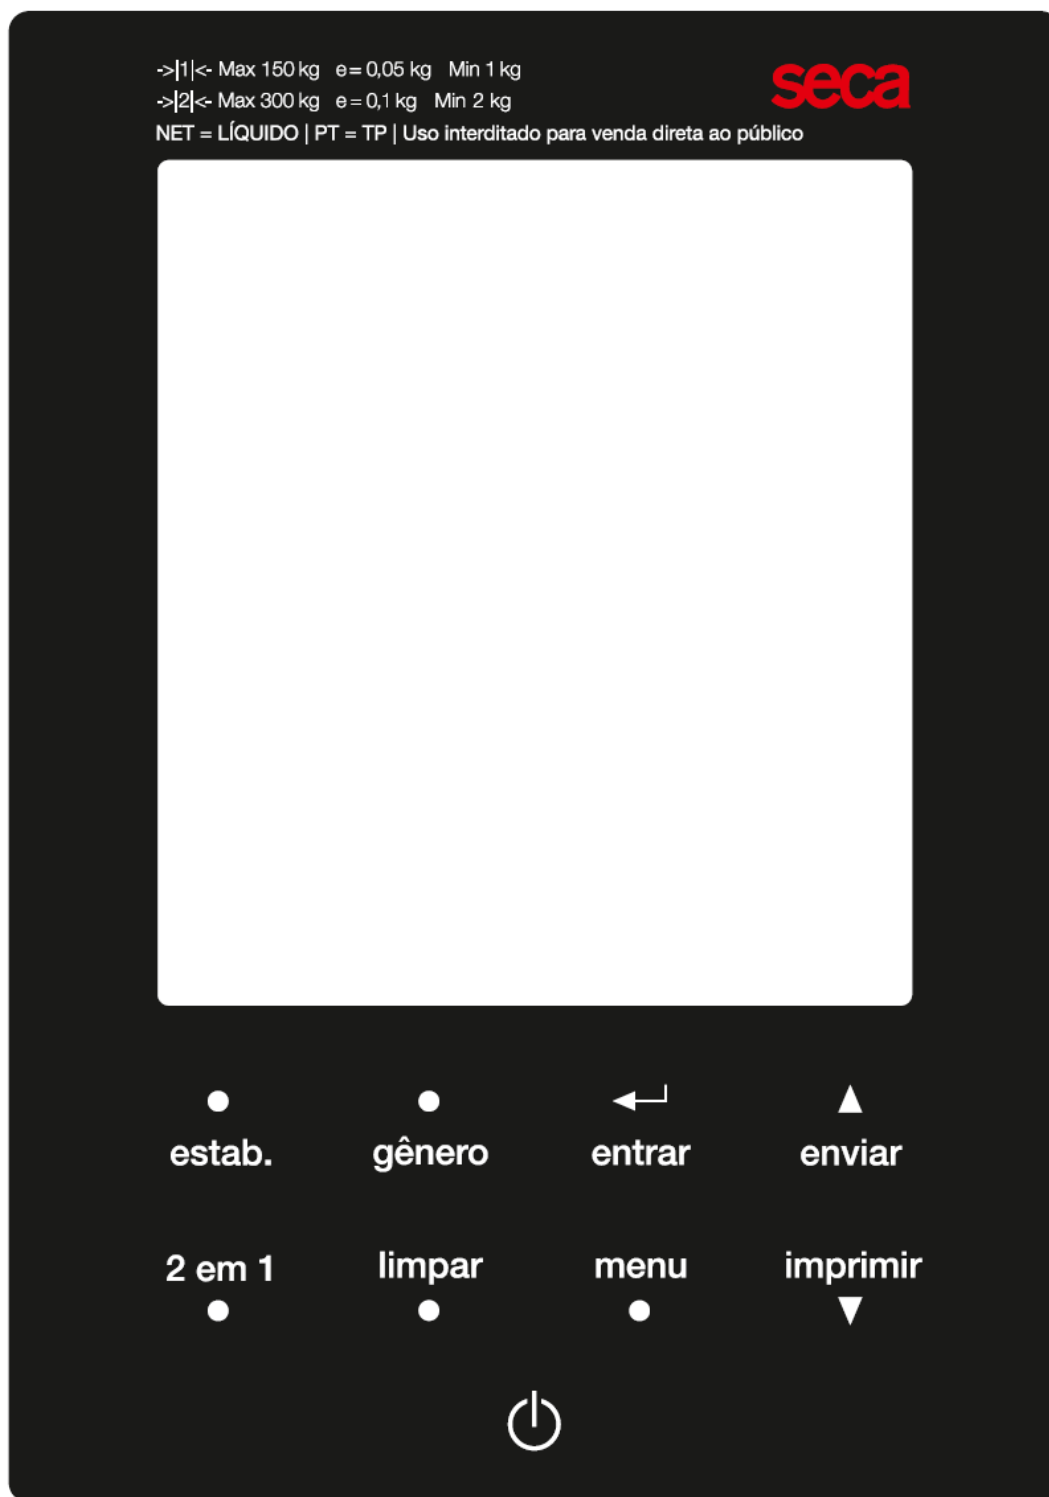 ->|1|<- Max 150 kg e = 0,05 kg Min 1 kg
seca
->|2|<- Max 300 kg e = 0,1 kg Min 2 kg
NET = LÍQUIDO | PT = TP | Uso interditado para venda direta ao público
estab. gênero entrar enviar
2 em 1 limpar menu imprimir